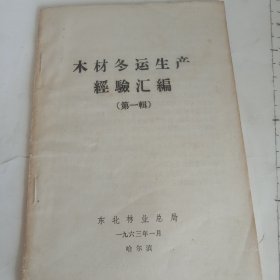 木材冬运生产
經驗汇編
（第一輯）
东北林业总局
一九六三年一月
哈尔滨